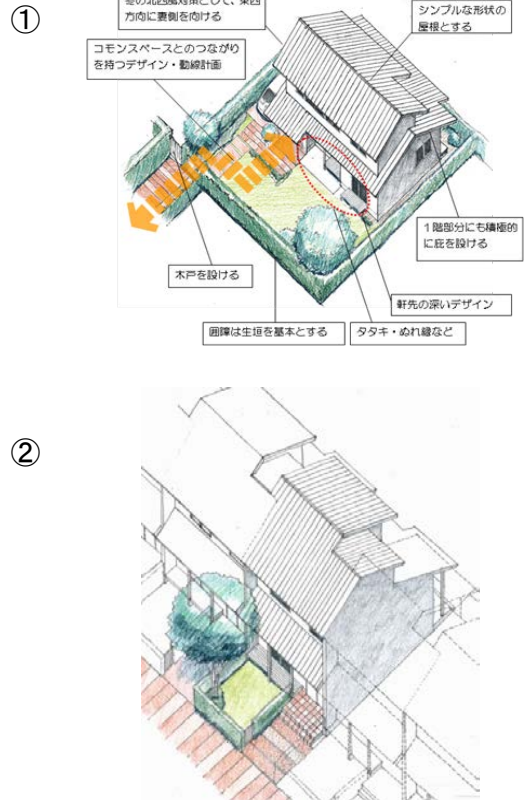 ①
方向に妻側を向ける
シンプルな形状の
屋根とする
コモンスペースとのつながり
を持つデザイン・動線計画
1階部分にも積極的
に庇を設ける
木戸を設ける
軒先の深いデザイン
囲障は生垣を基本とする
タタキ・ぬれ縁など
②